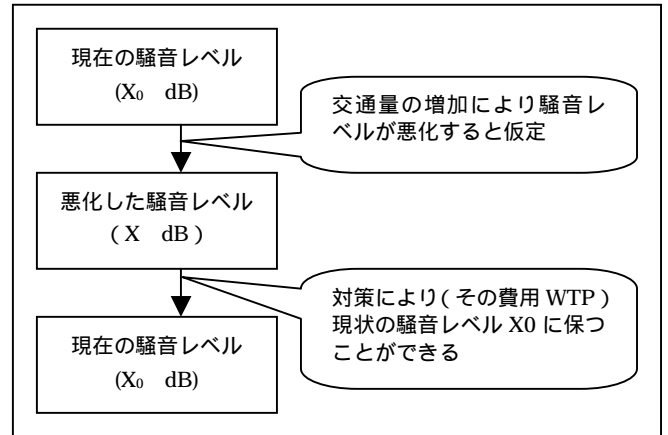 現在の騒音レベル
(X₀ dB)
交通量の増加により騒音レ
ベルが悪化すると仮定
悪化した騒音レベル
( X dB )
対策により( その費用 WTP )
現状の騒音レベル X0 に保つ
ことができる
現在の騒音レベル
(X₀ dB)